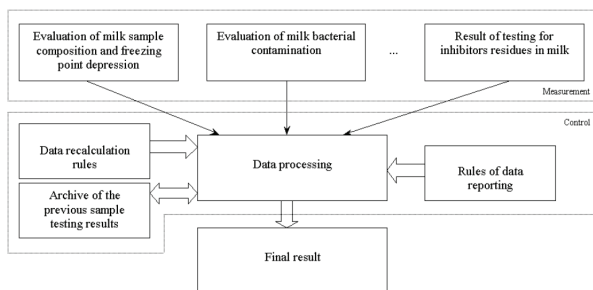 Evaluation of milk sample
composition and freezing
point depression
Evaluation of milk bacterial
contamination
...
Result of testing for
inhibitors residues in milk
Measurement
Control
Data recalculation
rules
Data processing
Rules of data
reporting
Archive of the
previous sample
testing results
Final result